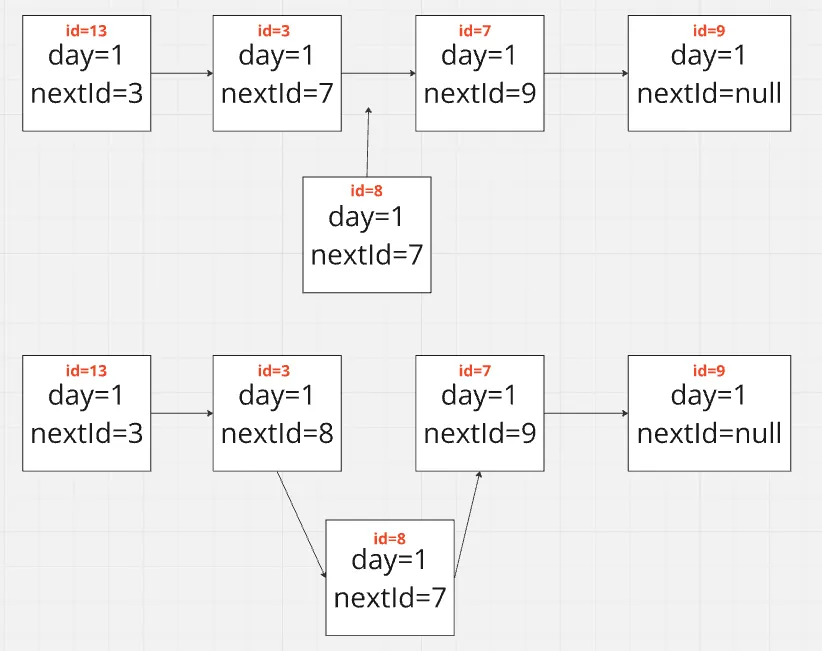 id=13
day=1
nextId=3
id=3
day=1
nextId=7
id=7
day=1
nextId=9
id=9
day=1
nextId=null
id=8
day=1
nextId=7
id=13
day=1
nextId=3
id=3
day=1
nextId=8
id=7
day=1
nextId=9
id=9
day=1
nextId=null
id=8
day=1
nextId=7